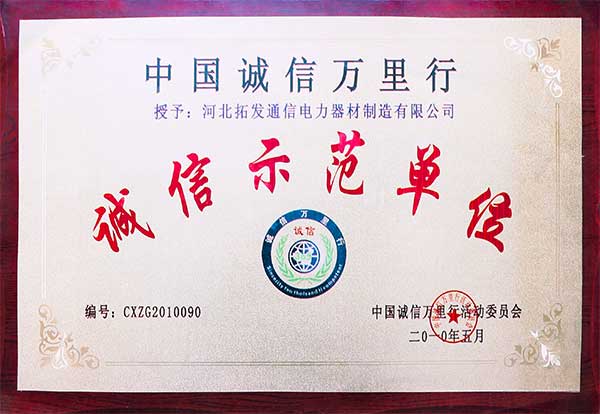 中国诚信万里行
授予：河北拓发通信电力器材制造有限公司
诚信示范单位
诚信万里行
诚信
编号：CXZG2010090
中国诚信万里行活动委员会
二0一0年五月